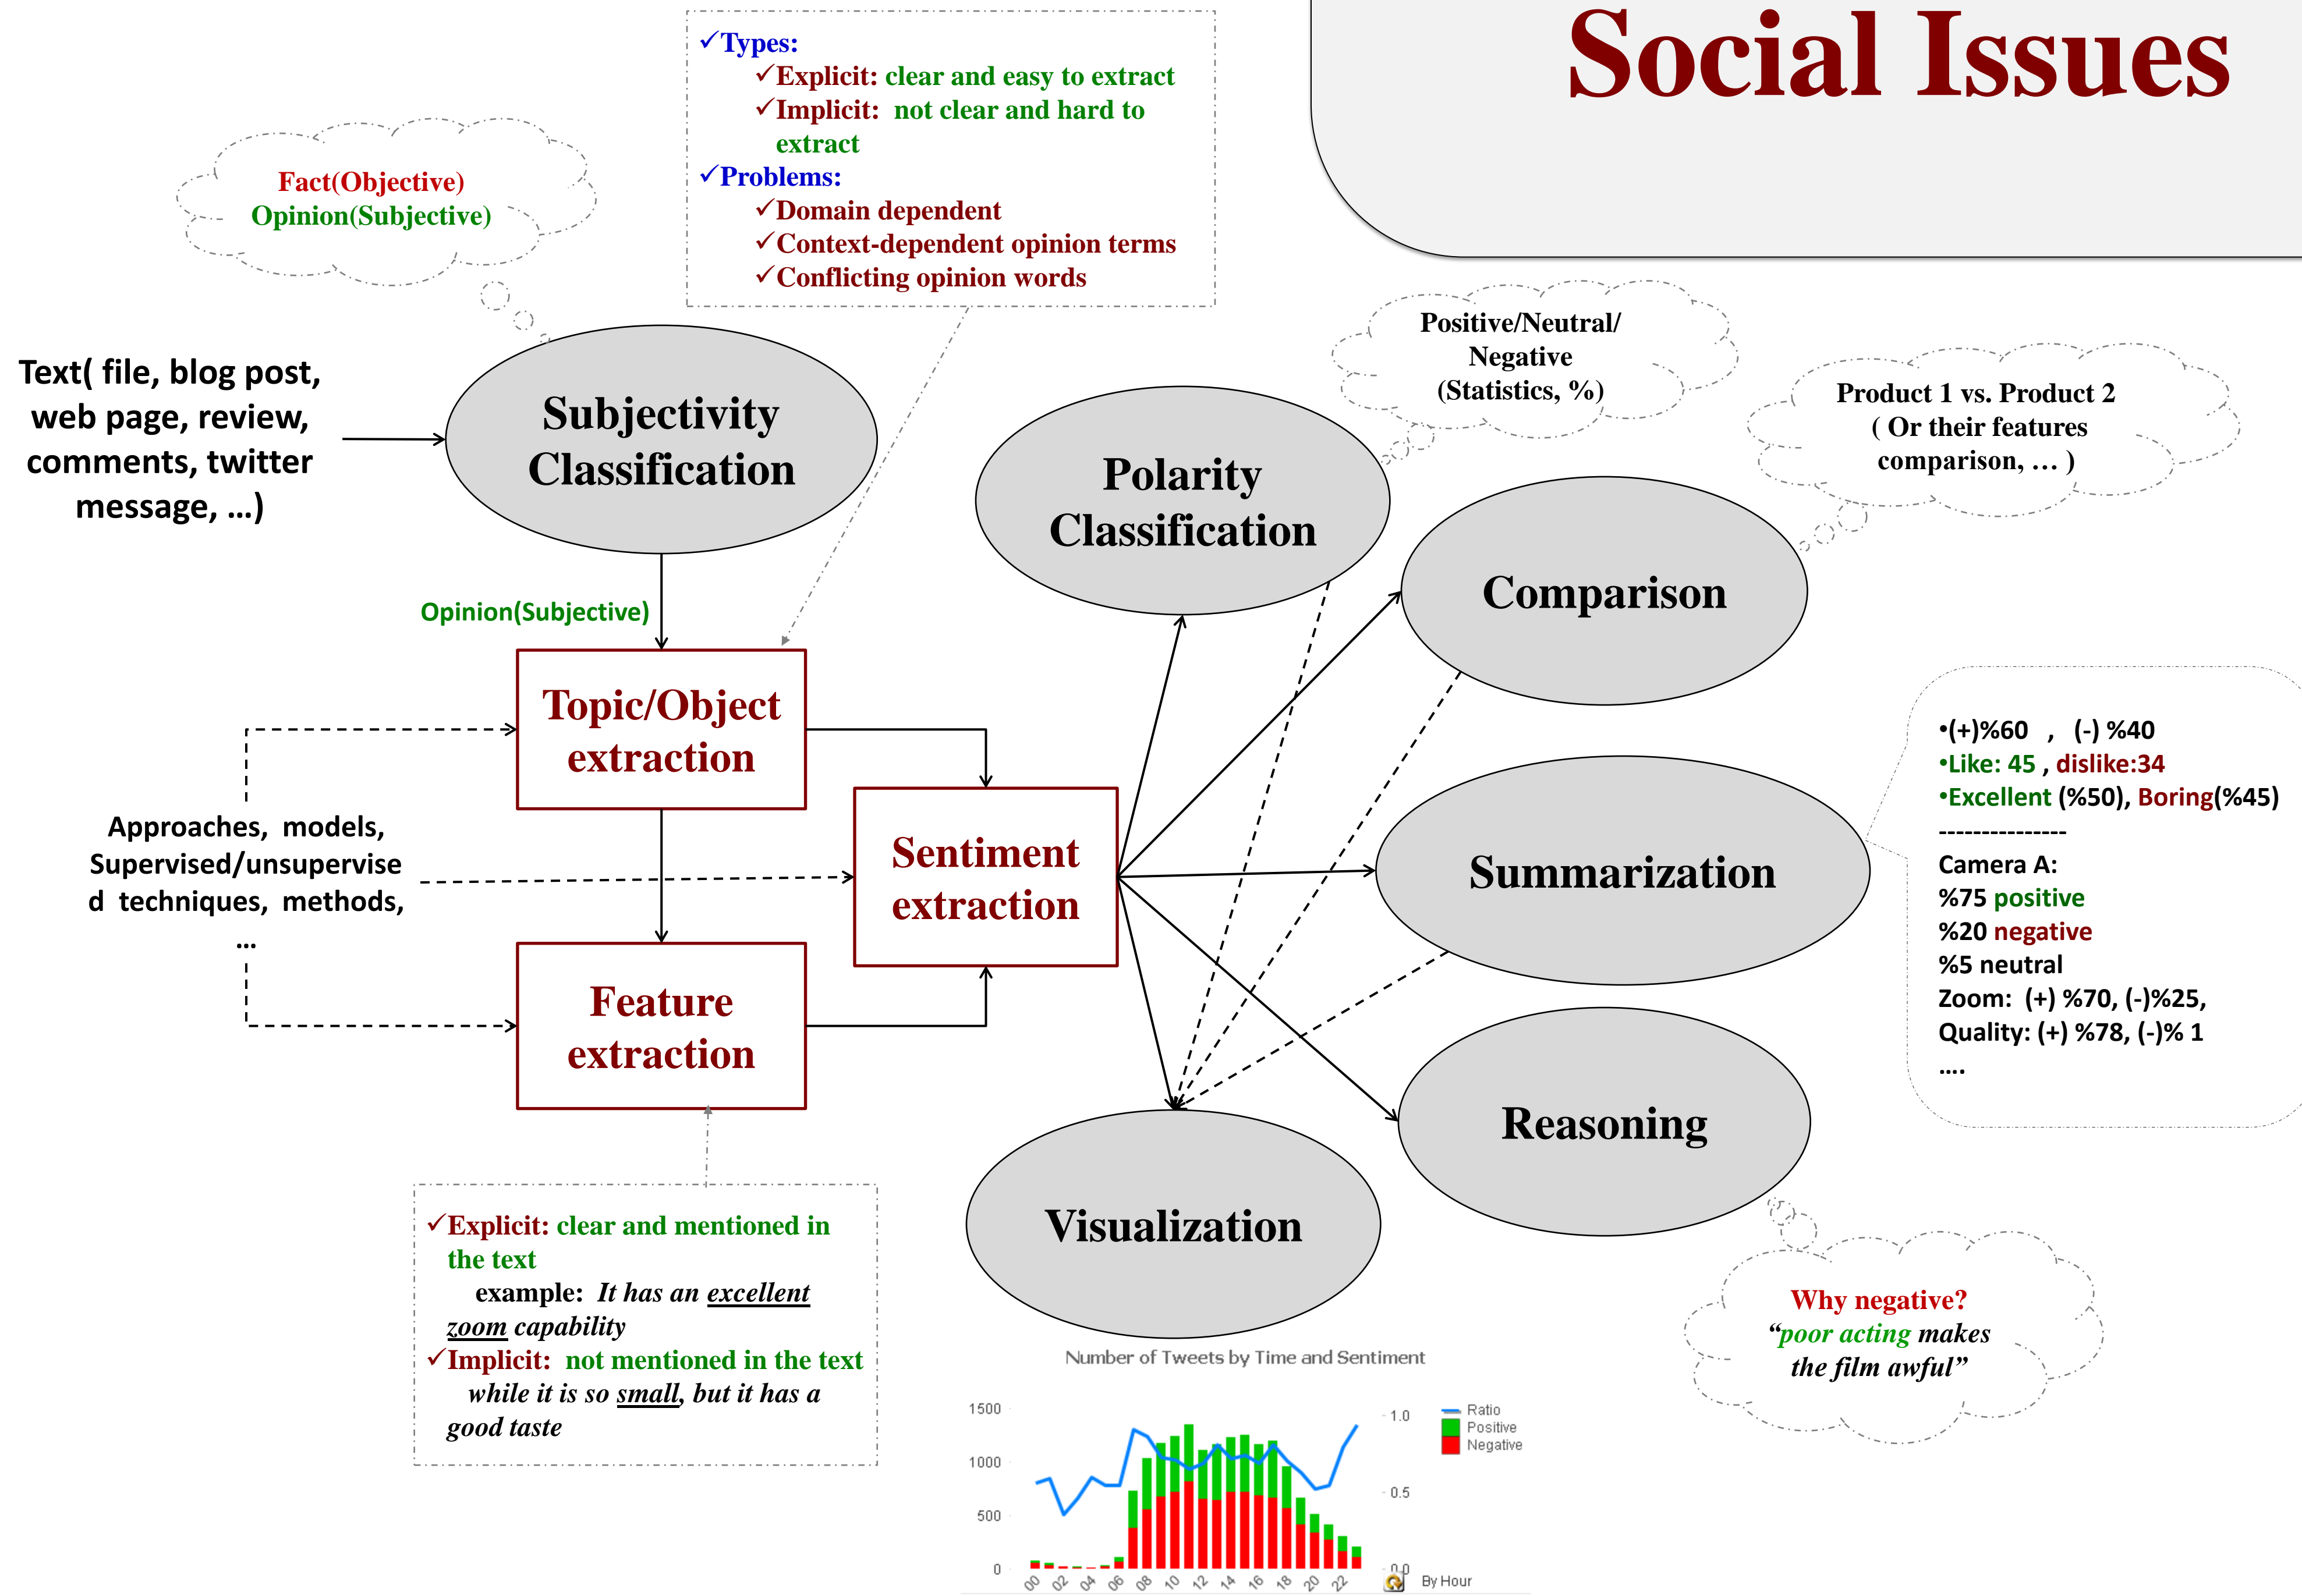 Social Issues
✓Types:
✓Explicit: clear and easy to extract
✓Implicit:  not clear and hard to
extract
✓Problems:
✓Domain dependent
✓Context-dependent opinion terms
✓Conflicting opinion words
Fact(Objective)
Opinion(Subjective)
Text( file, blog post,
web page, review,
comments, twitter
message, …)
Subjectivity
Classification
Positive/Neutral/
Negative
(Statistics, %)
Product 1 vs. Product 2
( Or their features
comparison, … )
Polarity
Classification
Comparison
Opinion(Subjective)
Topic/Object
extraction
Approaches,  models,
Supervised/unsupervise
d  techniques,  methods,
…
Sentiment
extraction
Summarization
•(+)%60   ,   (-) %40
•Like: 45 , dislike:34
•Excellent (%50), Boring(%45)
---------------
Camera A:
%75 positive
%20 negative
%5 neutral
Zoom:  (+) %70, (-)%25,
Quality: (+) %78, (-)% 1
….
Feature
extraction
Reasoning
Visualization
✓Explicit: clear and mentioned in
the text
example:  It has an excellent
zoom capability
✓Implicit:  not mentioned in the text
while it is so small, but it has a
good taste
Why negative?
“poor acting makes
the film awful”
Number of Tweets by Time and Sentiment
1500
1000
500
0
1.0
0.5
0.0
Ratio
Positive
Negative
00 02 04 06 08 10 12 14 16 18 20 22
By Hour